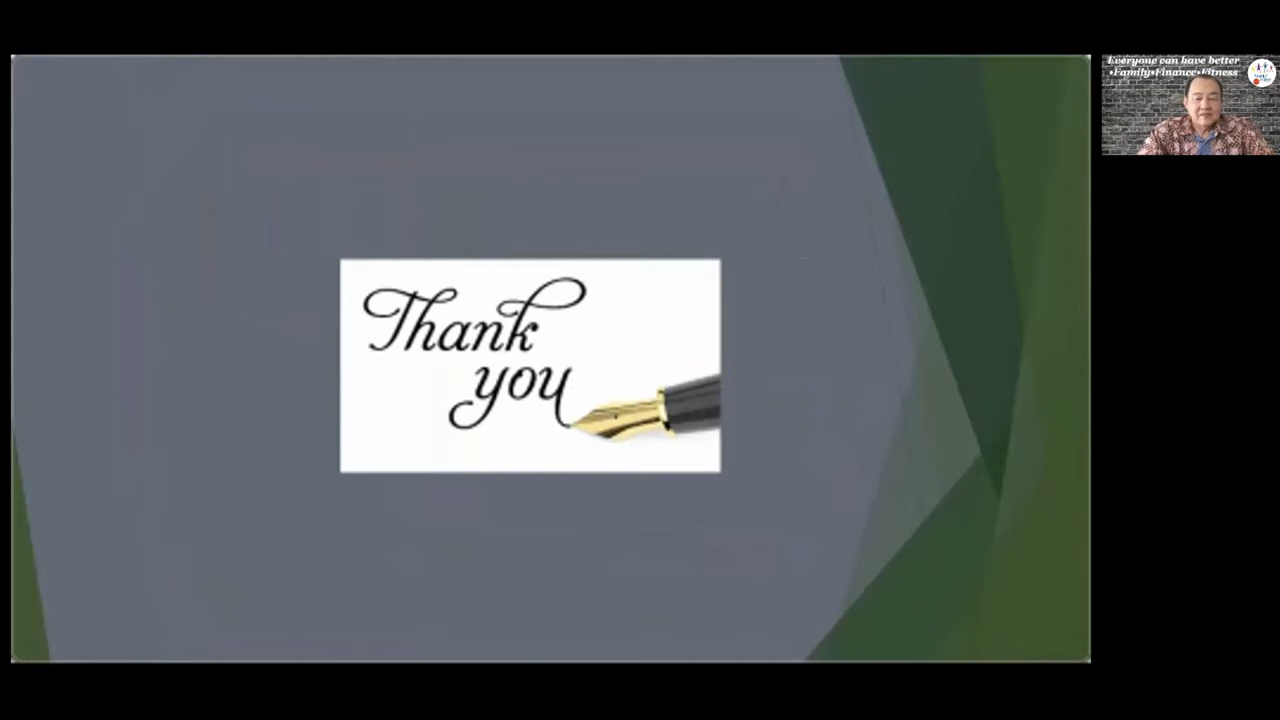 Thank
you
Everyone can have better
•Family•Finance•Fitness